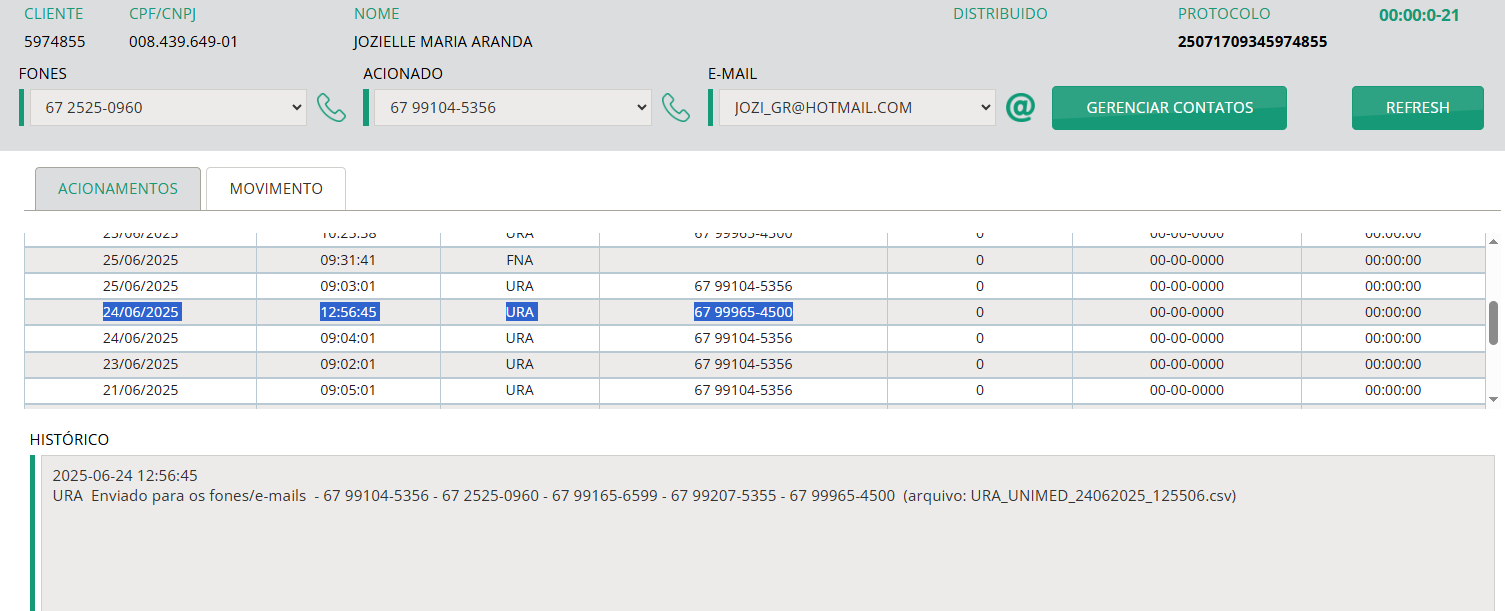 CLIENTE CPF/CNPJ NOME DISTRIBUIDO PROTOCOLO 00:00:0-21
5974855 008.439.649-01 JOZIELLE MARIA ARANDA 25071709345974855
FONES ACIONADO E-MAIL
67 2525-0960 67 99104-5356 JOZI_GR@HOTMAIL.COM @ GERENCIAR CONTATOS REFRESH
ACIONAMENTOS MOVIMENTO
25/06/2025 10:25:38 URA 67 99965-4500 0 00-00-0000 00:00:00
25/06/2025 09:31:41 FNA 0 00-00-0000 00:00:00
25/06/2025 09:03:01 URA 67 99104-5356 0 00-00-0000 00:00:00
24/06/2025 12:56:45 URA 67 99965-4500 0 00-00-0000 00:00:00
24/06/2025 09:04:01 URA 67 99104-5356 0 00-00-0000 00:00:00
23/06/2025 09:02:01 URA 67 99104-5356 0 00-00-0000 00:00:00
21/06/2025 09:05:01 URA 67 99104-5356 0 00-00-0000 00:00:00
HISTÓRICO
2025-06-24 12:56:45
URA Enviado para os fones/e-mails - 67 99104-5356 - 67 2525-0960 - 67 99165-6599 - 67 99207-5355 - 67 99965-4500 (arquivo: URA_UNIMED_24062025_125506.csv)